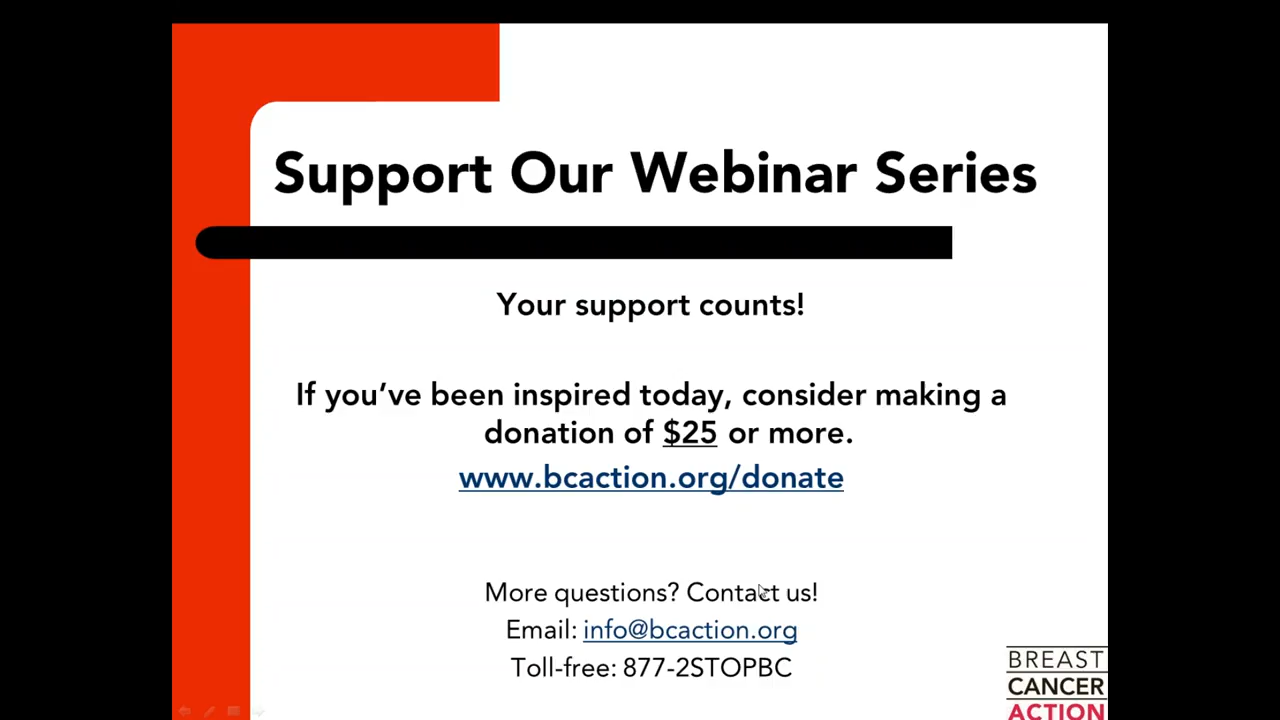 Support Our Webinar Series
Your support counts!
If you’ve been inspired today, consider making a
donation of $25 or more.
www.bcaction.org/donate
More questions? Contact us!
Email: info@bcaction.org
Toll-free: 877-2STOPBC
BREAST
CANCER
ACTION